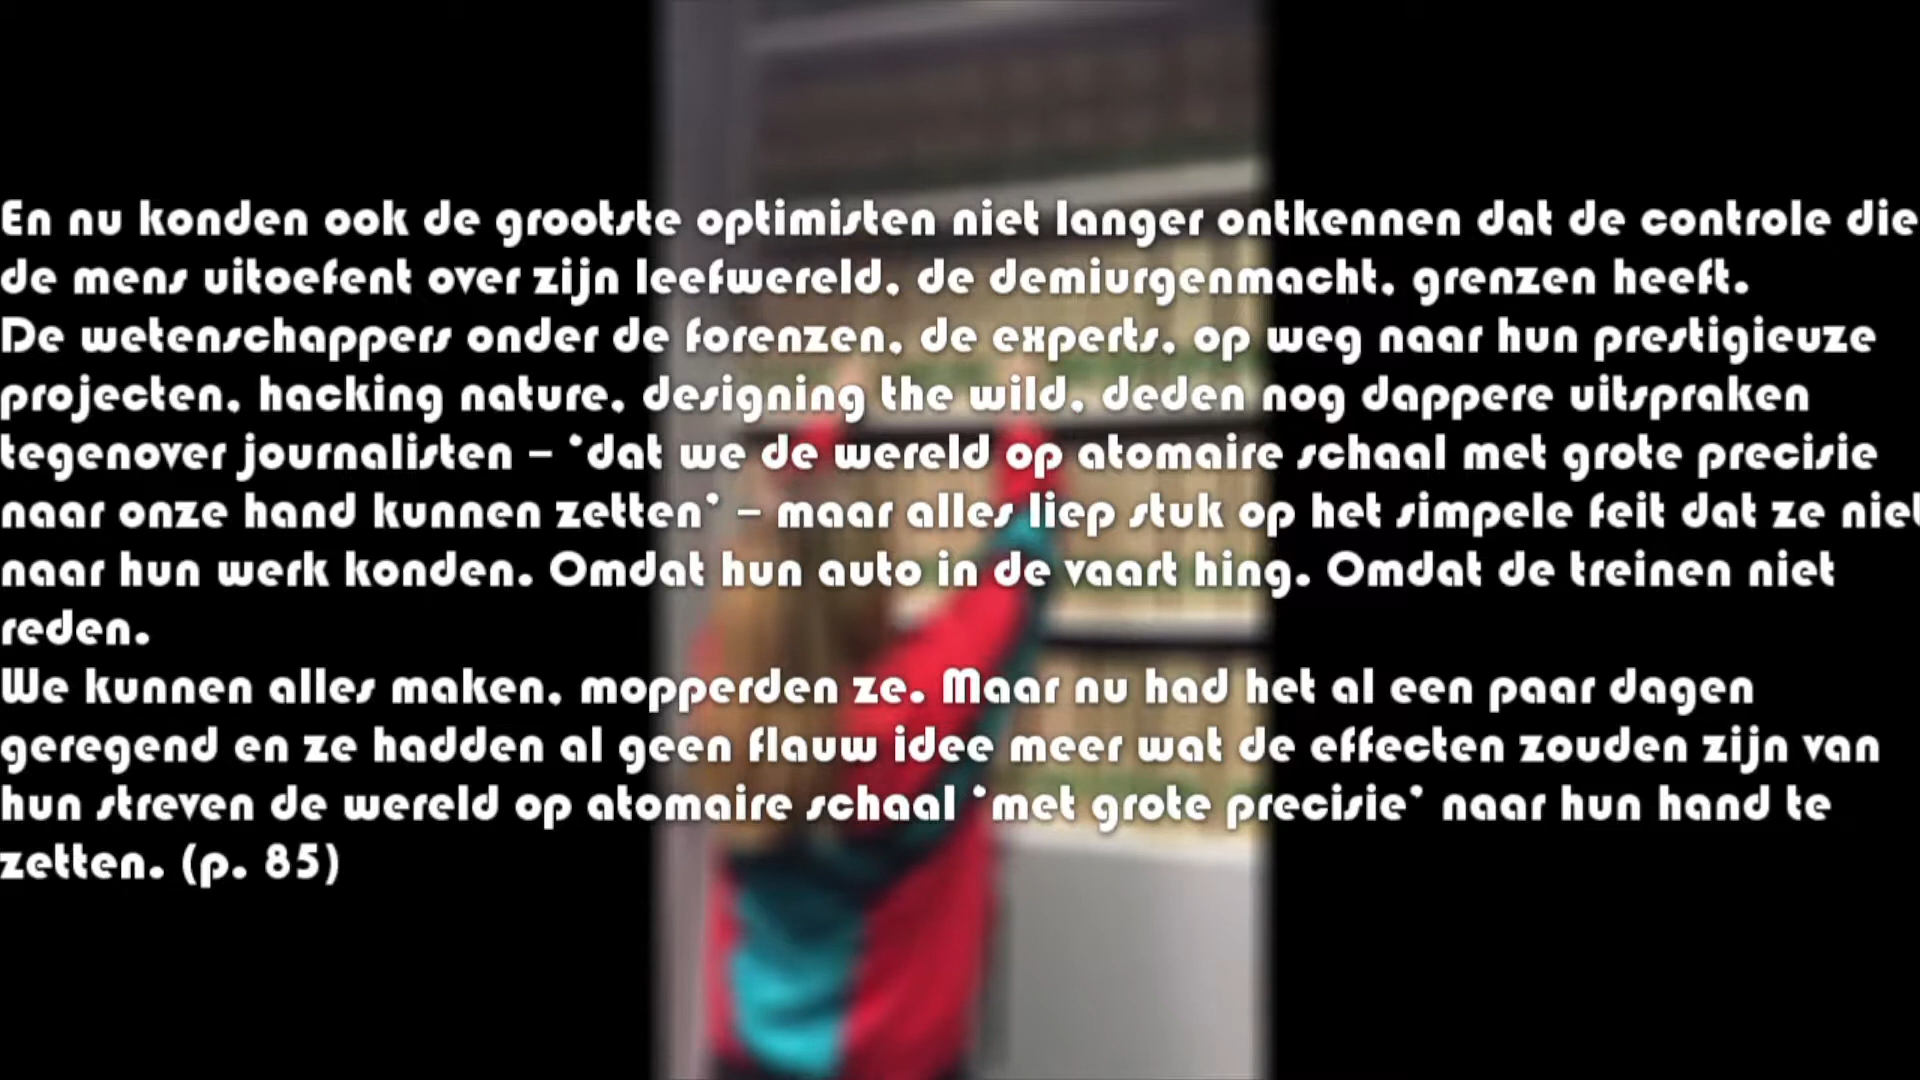 En nu konden ook de grootste optimisten niet langer ontkennen dat de controle die
de mens uitoefent over zijn leefwereld, de demiurgenmacht, grenzen heeft.
De wetenschappers onder de forenzen, de experts, op weg naar hun prestigieuze
projecten, hacking nature, designing the wild, deden nog dappere uitspraken
tegenover journalisten – ‘dat we de wereld op atomaire schaal met grote precisie
naar onze hand kunnen zetten’ – maar alles liep stuk op het simpele feit dat ze niet
naar hun werk konden. Omdat hun auto in de vaart hing. Omdat de treinen niet
reden.
We kunnen alles maken, mopperden ze. Maar nu had het al een paar dagen
geregend en ze hadden al geen flauw idee meer wat de effecten zouden zijn van
hun streven de wereld op atomaire schaal ‘met grote precisie’ naar hun hand te
zetten. (p. 85)